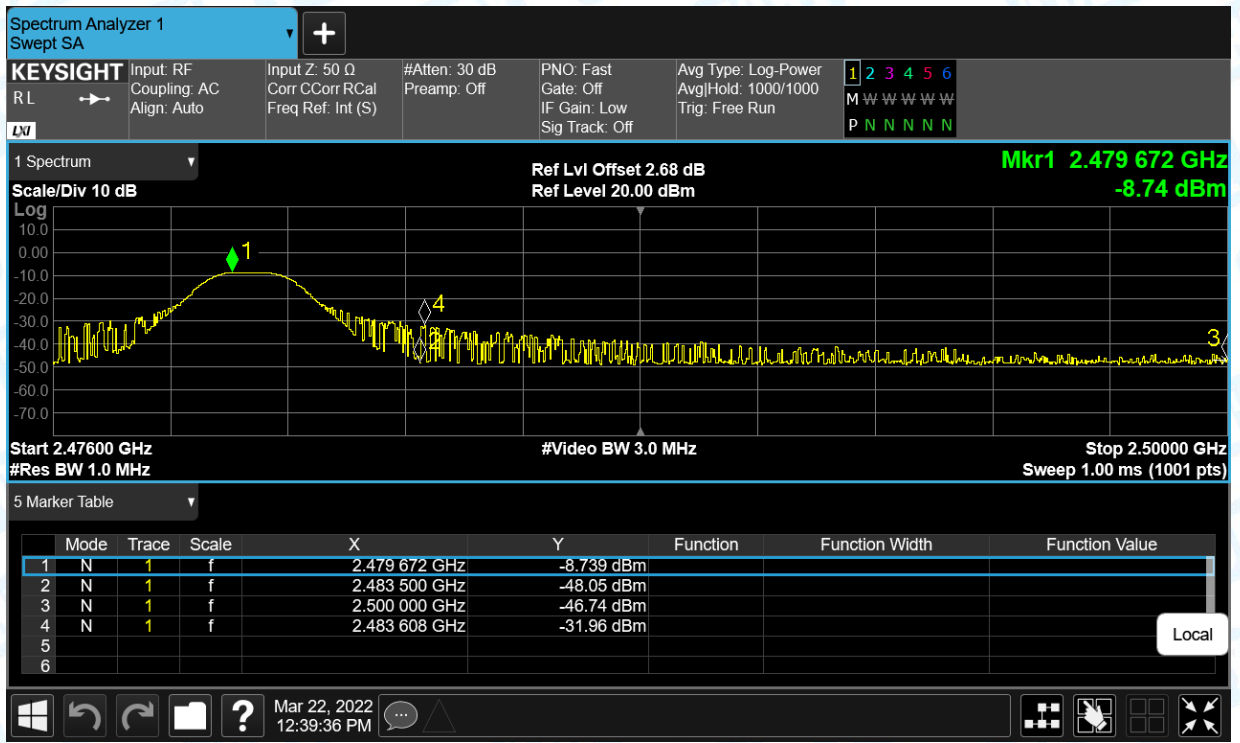 Spectrum Analyzer 1
Swept SA
KEYSIGHT
R L
LXI
Input: RF
Coupling: AC
Align: Auto
Input Z: 50 Ω
Corr CCorr RCal
Freq Ref: Int (S)
#Atten: 30 dB
Preamp: Off
PNO: Fast
Gate: Off
IF Gain: Low
Sig Track: Off
Avg Type: Log-Power
Avg|Hold: 1000/1000
Trig: Free Run
1 2 3 4 5 6
M W W W W W
P N N N N N
1 Spectrum
Scale/Div 10 dB
Log
Ref Lvl Offset 2.68 dB
Ref Level 20.00 dBm
Mkr1 2.479 672 GHz
-8.74 dBm
10.0
0.00
-10.0
-20.0
-30.0
-40.0
-50.0
-60.0
-70.0
1
4
2
3
Start 2.47600 GHz
#Res BW 1.0 MHz
#Video BW 3.0 MHz
Stop 2.50000 GHz
Sweep 1.00 ms (1001 pts)
5 Marker Table
Mode Trace Scale X Y Function Function Width Function Value
1 N 1 f 2.479 672 GHz -8.739 dBm
2 N 1 f 2.483 500 GHz -48.05 dBm
3 N 1 f 2.500 000 GHz -46.74 dBm
4 N 1 f 2.483 608 GHz -31.96 dBm
5
6
Local
?
Mar 22, 2022
12:39:36 PM